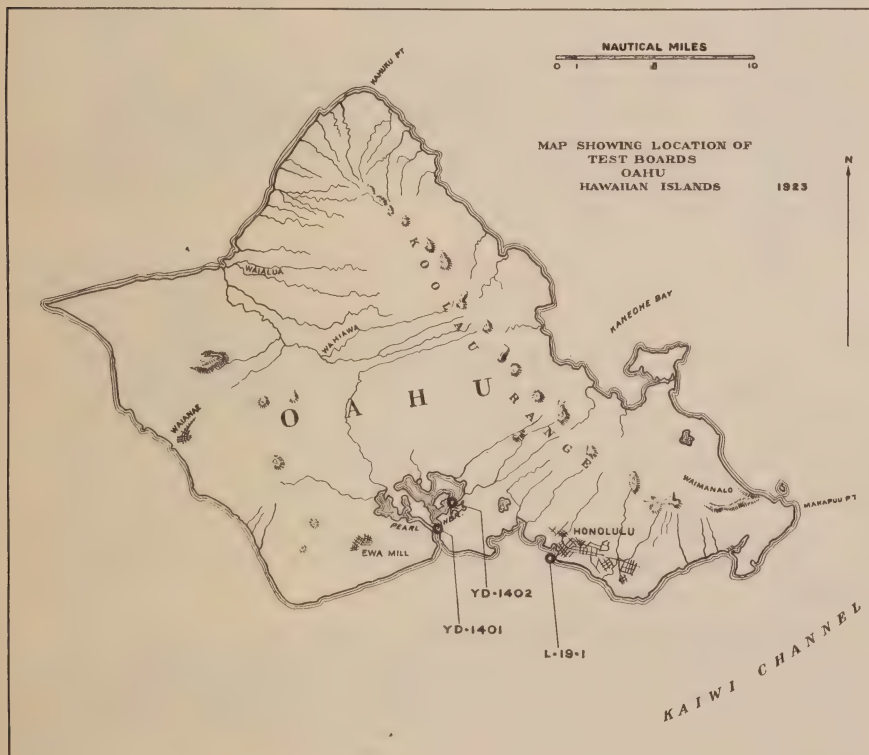 NAUTICAL MILES
0 1 5 10
MAP SHOWING LOCATION OF
TEST BOARDS
OAHU
HAWAIIAN ISLANDS 1923
N
KAHUKU PT
KOOLAU RANGE
WAIALUA
WAHIAWA
KANEOHE BAY
WAIANAE
OAHU
WAIMANALO
MAKAPUU PT
PEARL HBR.
HONOLULU
EWA MILL
YD-1402
YD-1401
L-19-1
KAIWI CHANNEL